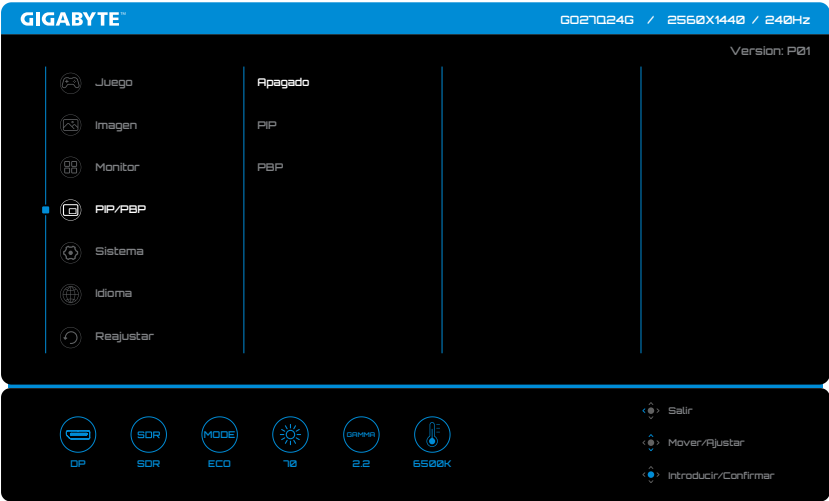 GIGABYTE™
GO27Q24G / 2560X1440 / 240Hz
Version: P01
Juego
Apagado
Imagen
PIP
Monitor
PBP
PIP/PBP
Sistema
Idioma
Reajustar
SDR
MODE
GAMMA
DP
SDR
ECO
70
2.2
6500K
Salir
Mover/Ajustar
Introducir/Confirmar